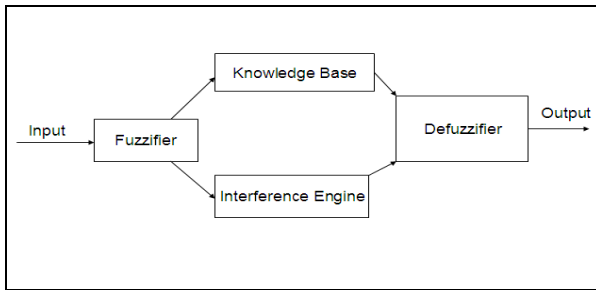 Knowledge Base
Input
Fuzzifier
Defuzzifier
Output
Interference Engine